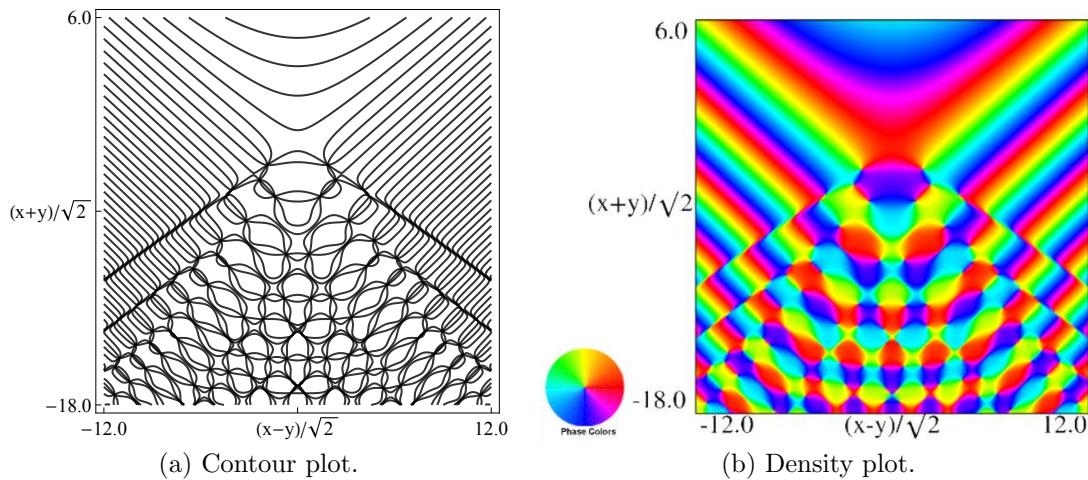 6.0
(x+y)/√2
−18.0
−12.0
(x−y)/√2
12.0
(a) Contour plot.
6.0
(x+y)/√2
Phase Colors
-18.0
-12.0
(x-y)/√2
12.0
(b) Density plot.